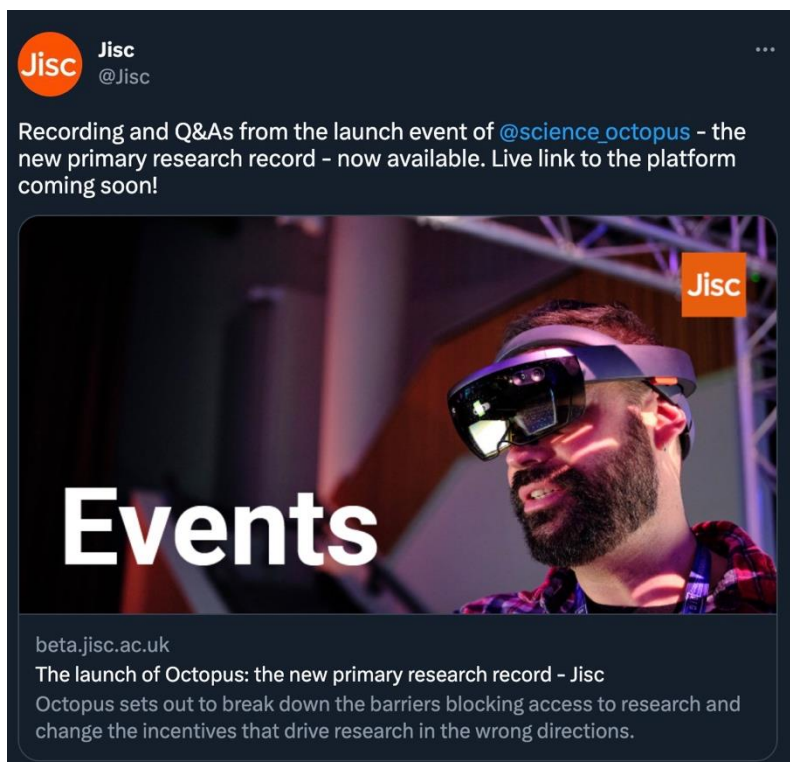 Jisc
Jisc
@Jisc
Recording and Q&As from the launch event of @science_octopus - the
new primary research record - now available. Live link to the platform
coming soon!
Jisc
Events
beta.jisc.ac.uk
The launch of Octopus: the new primary research record - Jisc
Octopus sets out to break down the barriers blocking access to research and
change the incentives that drive research in the wrong directions.